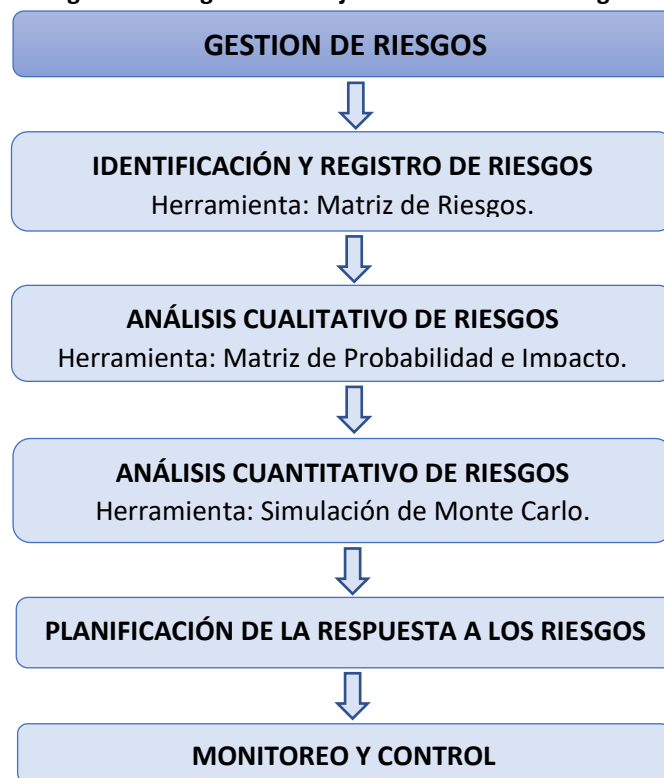 GESTION DE RIESGOS
IDENTIFICACIÓN Y REGISTRO DE RIESGOS
Herramienta: Matriz de Riesgos.
ANÁLISIS CUALITATIVO DE RIESGOS
Herramienta: Matriz de Probabilidad e Impacto.
ANÁLISIS CUANTITATIVO DE RIESGOS
Herramienta: Simulación de Monte Carlo.
PLANIFICACIÓN DE LA RESPUESTA A LOS RIESGOS
MONITOREO Y CONTROL